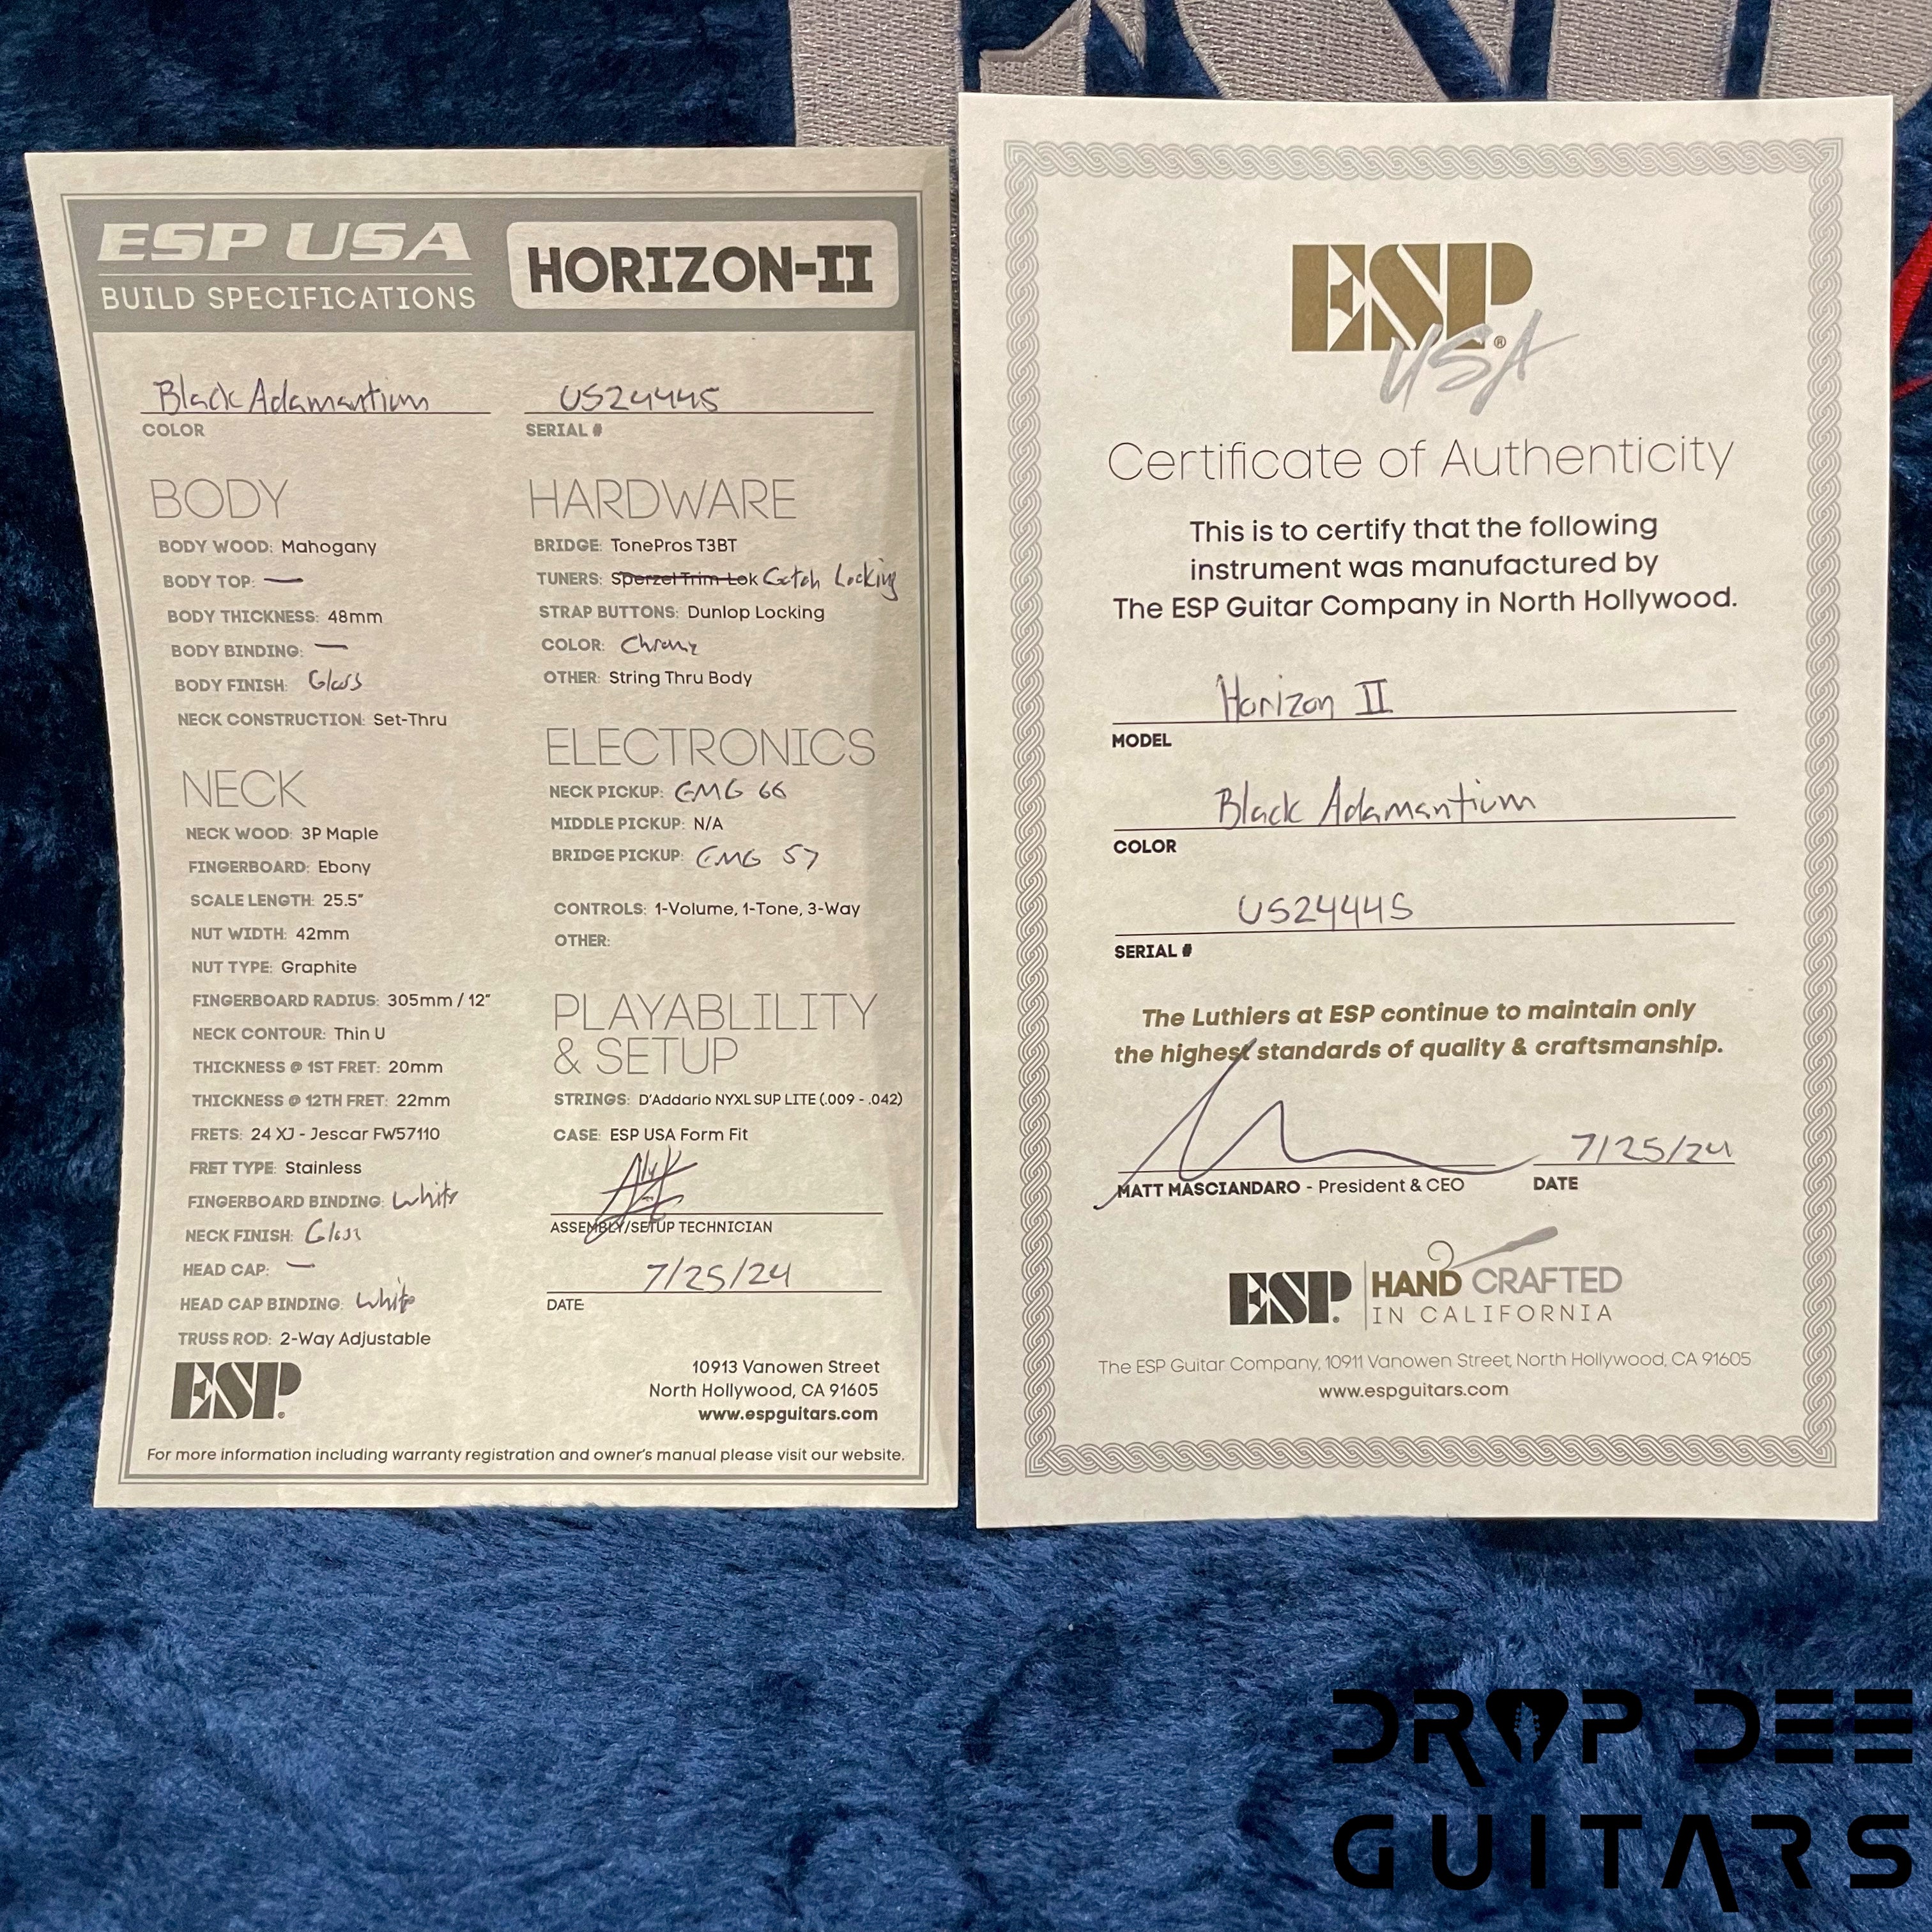 ESP USA
BUILD SPECIFICATIONS
HORIZON-II
Black Adamantium
COLOR
US24445
SERIAL #
BODY
BODY WOOD: Mahogany
BODY TOP: —
BODY THICKNESS: 48mm
BODY BINDING: —
BODY FINISH: Gloss
NECK CONSTRUCTION: Set-Thru
NECK
NECK WOOD: 3P Maple
FINGERBOARD: Ebony
SCALE LENGTH: 25.5"
NUT WIDTH: 42mm
NUT TYPE: Graphite
FINGERBOARD RADIUS: 305mm / 12"
NECK CONTOUR: Thin U
THICKNESS @ 1ST FRET: 20mm
THICKNESS @ 12TH FRET: 22mm
FRETS: 24 XJ - Jescar FW57110
FRET TYPE: Stainless
FINGERBOARD BINDING: White
NECK FINISH: Gloss
HEAD CAP: —
HEAD CAP BINDING: White
TRUSS ROD: 2-Way Adjustable
HARDWARE
BRIDGE: TonePros T3BT
TUNERS: Sperzel Trim-Lok Gotoh Locking
STRAP BUTTONS: Dunlop Locking
COLOR: Chrome
OTHER: String Thru Body
ELECTRONICS
NECK PICKUP: EMG 66
MIDDLE PICKUP: N/A
BRIDGE PICKUP: EMG 57
CONTROLS: 1-Volume, 1-Tone, 3-Way
OTHER:
PLAYABLILITY
& SETUP
STRINGS: D'Addario NYXL SUP LITE (.009 - .042)
CASE: ESP USA Form Fit
ASSEMBLY/SETUP TECHNICIAN
7/25/24
DATE
ESP
10913 Vanowen Street
North Hollywood, CA 91605
www.espguitars.com
For more information including warranty registration and owner's manual please visit our website.
ESP®
USA
Certificate of Authenticity
This is to certify that the following
instrument was manufactured by
The ESP Guitar Company in North Hollywood.
Horizon II
MODEL
Black Adamantium
COLOR
US24445
SERIAL #
The Luthiers at ESP continue to maintain only
the highest standards of quality & craftsmanship.
7/25/24
MATT MASCIANDARO - President & CEO
DATE
ESP
HAND CRAFTED
IN CALIFORNIA
The ESP Guitar Company, 10911 Vanowen Street, North Hollywood, CA 91605
www.espguitars.com
DROP DEE
GUITARS